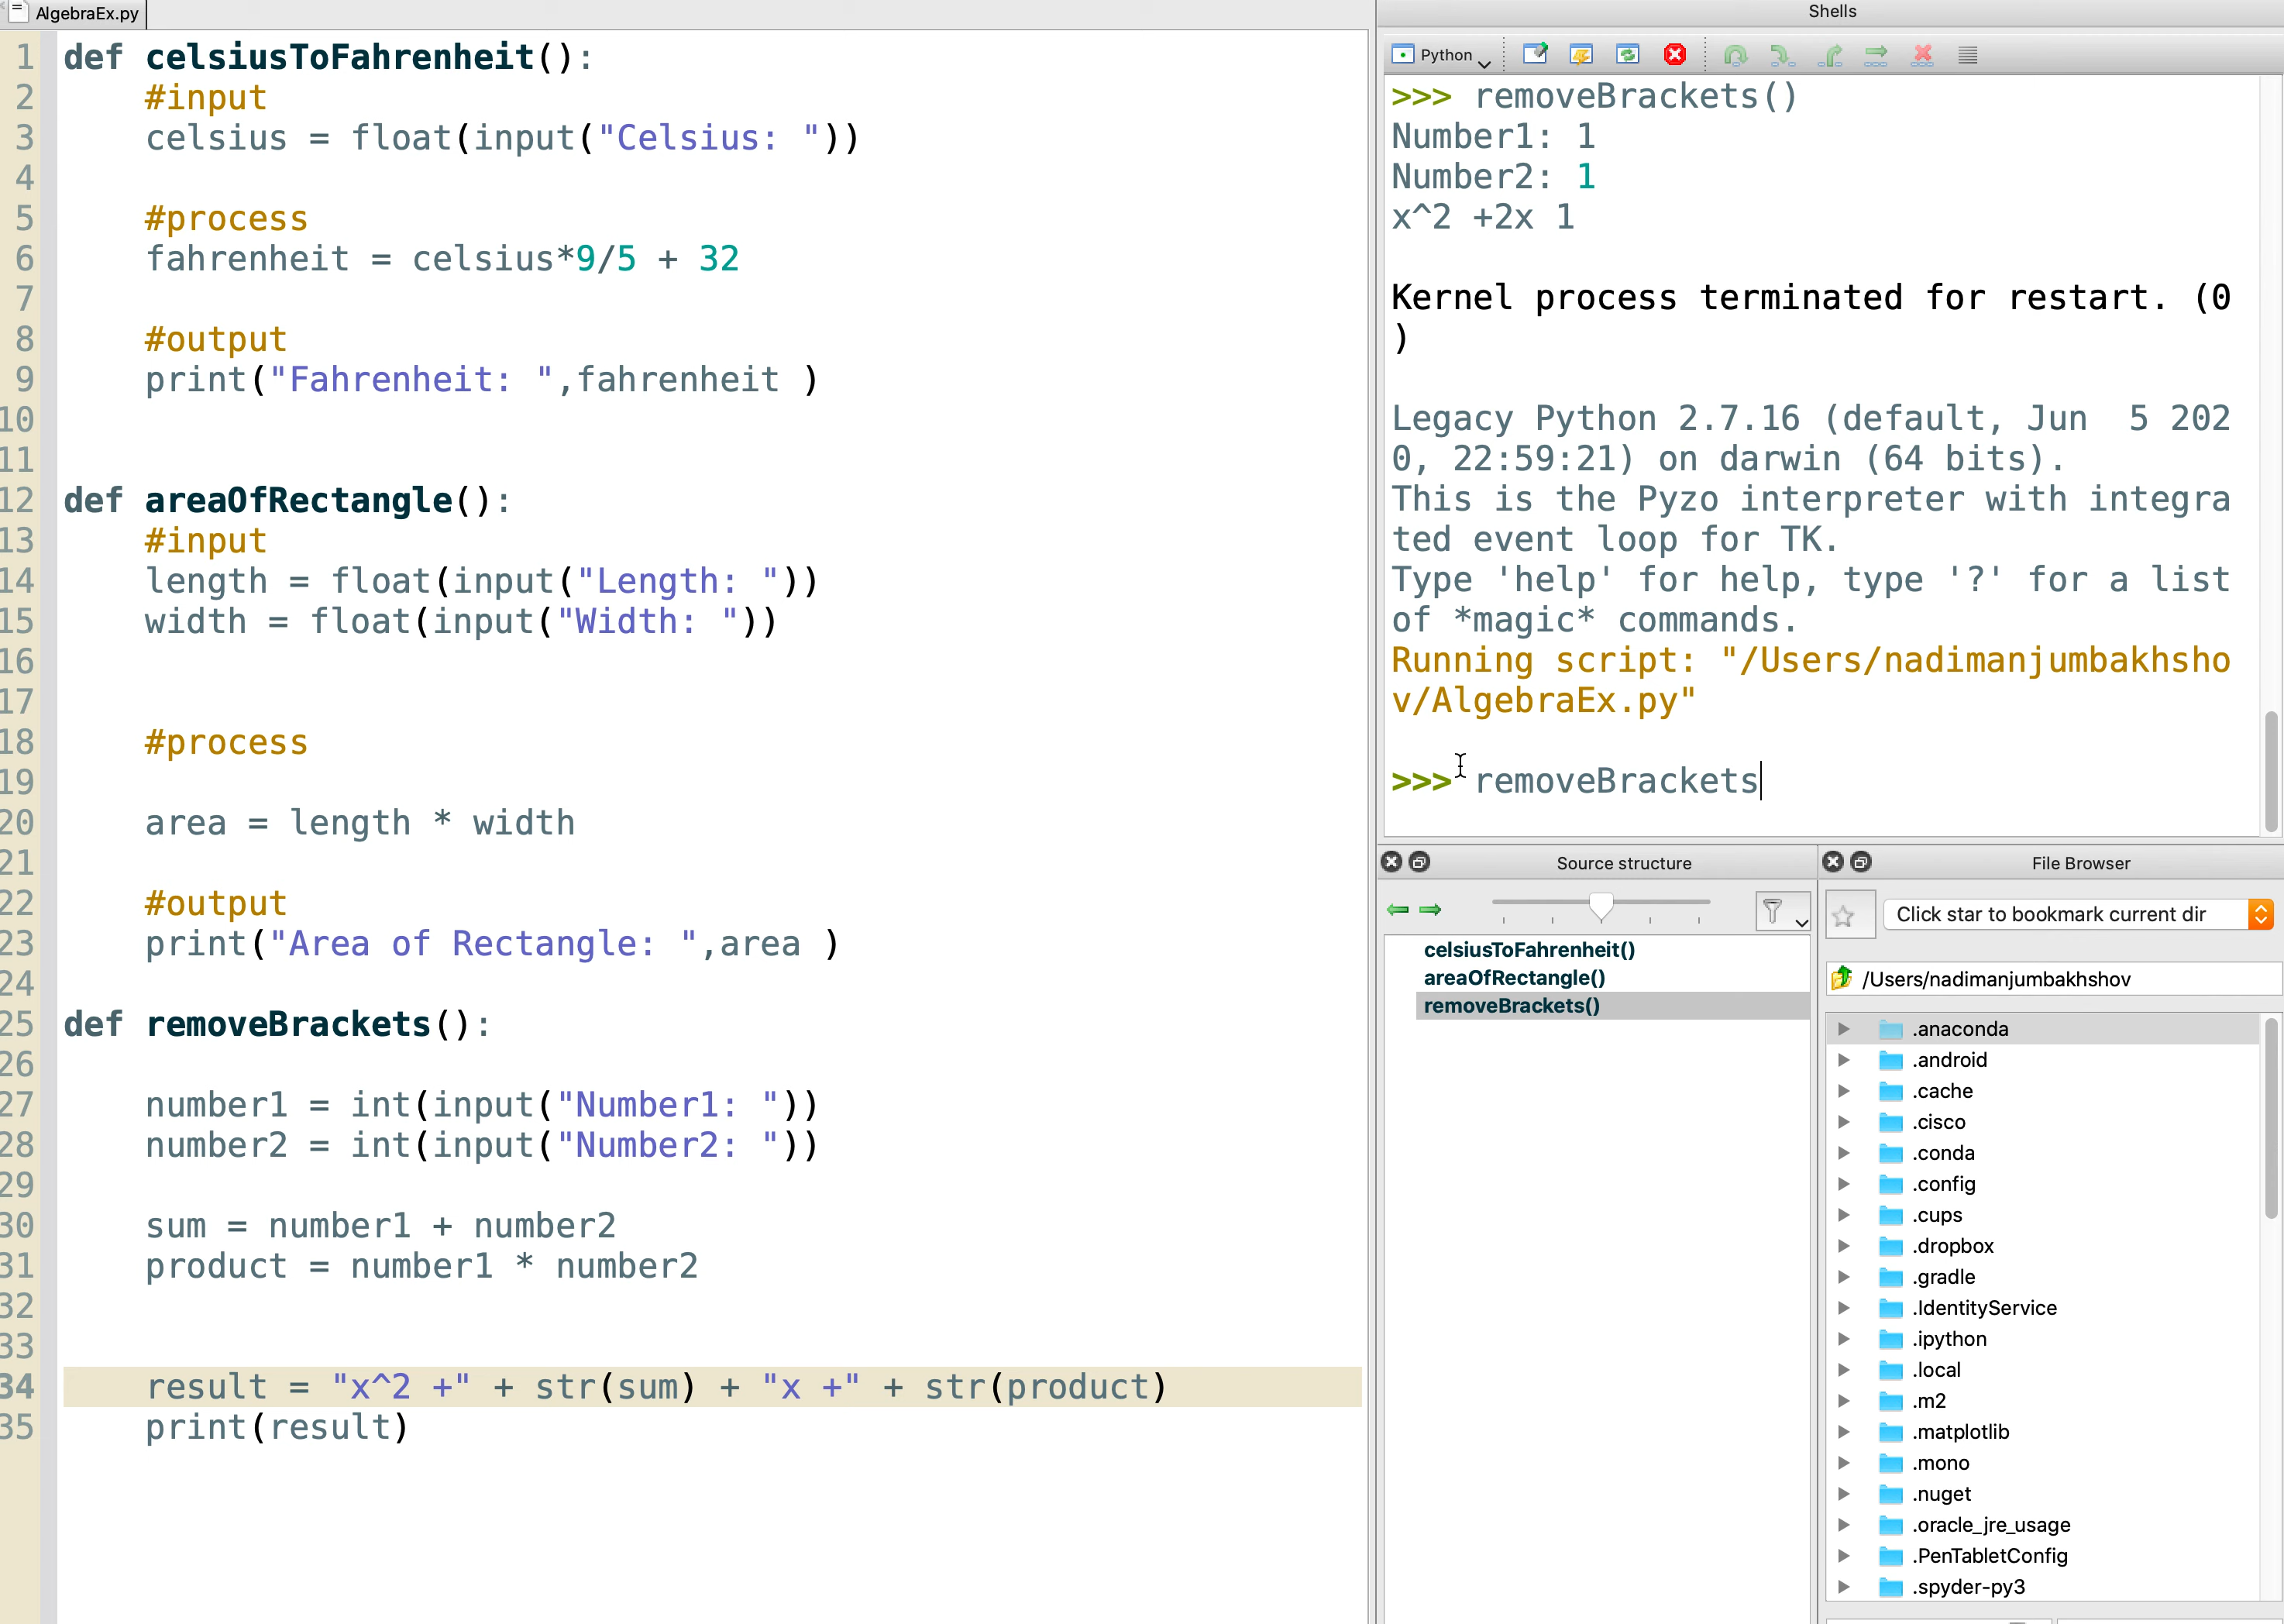 AlgebraEx.py
1 def celsiusToFahrenheit():
2 #input
3 celsius = float(input("Celsius: "))
4
5 #process
6 fahrenheit = celsius*9/5 + 32
7
8 #output
9 print("Fahrenheit: ",fahrenheit )
10
11
12 def areaOfRectangle():
13 #input
14 length = float(input("Length: "))
15 width = float(input("Width: "))
16
17
18 #process
19
20 area = length * width
21
22 #output
23 print("Area of Rectangle: ",area )
24
25 def removeBrackets():
26
27 number1 = int(input("Number1: "))
28 number2 = int(input("Number2: "))
29
30 sum = number1 + number2
31 product = number1 * number2
32
33
34 result = "x^2 +" + str(sum) + "x +" + str(product)
35 print(result)
Shells
Python
>>> removeBrackets()
Number1: 1
Number2: 1
x^2 +2x 1
Kernel process terminated for restart. (0
)
Legacy Python 2.7.16 (default, Jun  5 202
0, 22:59:21) on darwin (64 bits).
This is the Pyzo interpreter with integra
ted event loop for TK.
Type 'help' for help, type '?' for a list
of *magic* commands.
Running script: "/Users/nadimanjumbakhsho
v/AlgebraEx.py"
>>> removeBrackets
Source structure
celsiusToFahrenheit()
areaOfRectangle()
removeBrackets()
File Browser
Click star to bookmark current dir
/Users/nadimanjumbakhshov
.anaconda
.android
.cache
.cisco
.conda
.config
.cups
.dropbox
.gradle
.IdentityService
.ipython
.local
.m2
.matplotlib
.mono
.nuget
.oracle_jre_usage
.PenTabletConfig
.spyder-py3